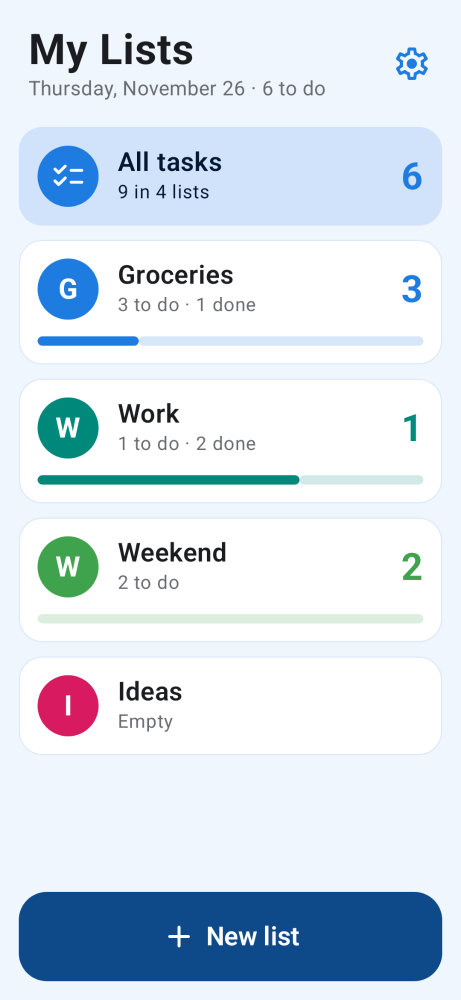 My Lists
Thursday, November 26 · 6 to do
All tasks
9 in 4 lists
6
G
Groceries
3 to do · 1 done
3
W
Work
1 to do · 2 done
1
W
Weekend
2 to do
2
I
Ideas
Empty
New list